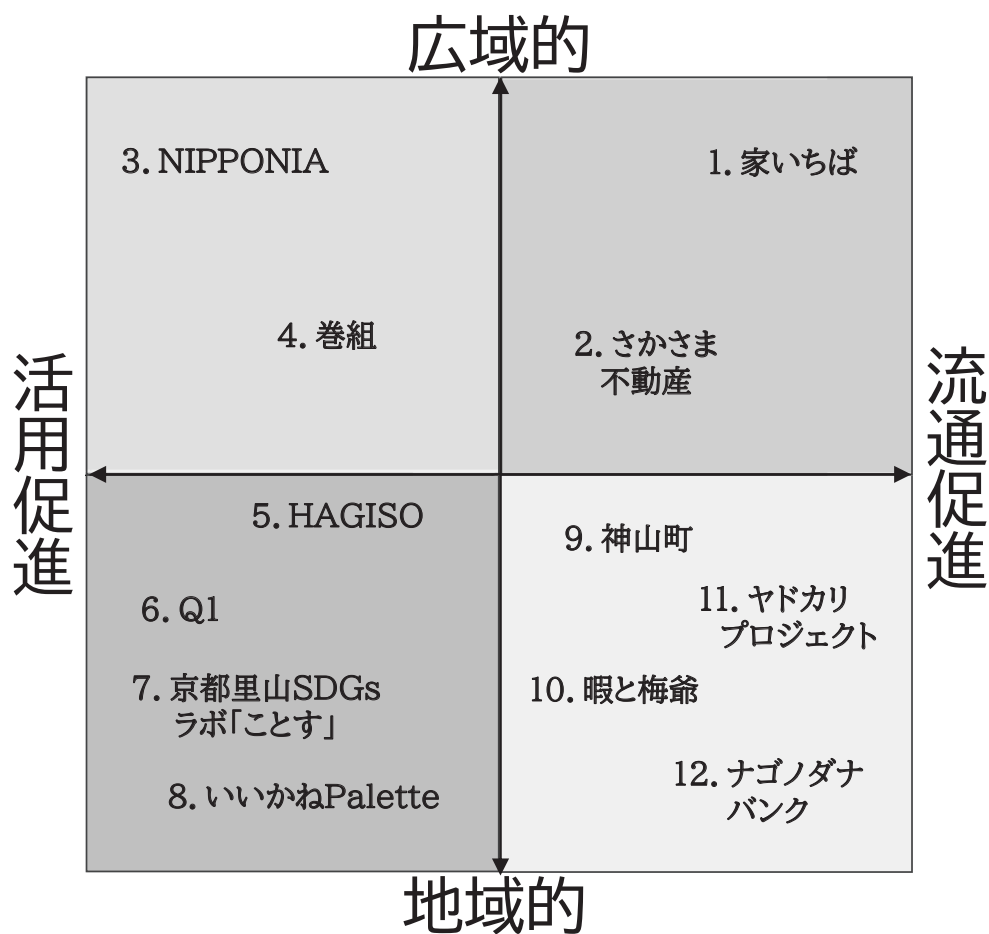 広域的
3. NIPPONIA
1. 家いちば
4. 巻組
2. さかさま
不動産
活用促進
流通促進
5. HAGISO
9. 神山町
6. Q1
11. ヤドカリ
プロジェクト
7. 京都里山SDGs
ラボ「ことす」
10. 暇と梅爺
8. いいかねPalette
12. ナゴノダナ
バンク
地域的